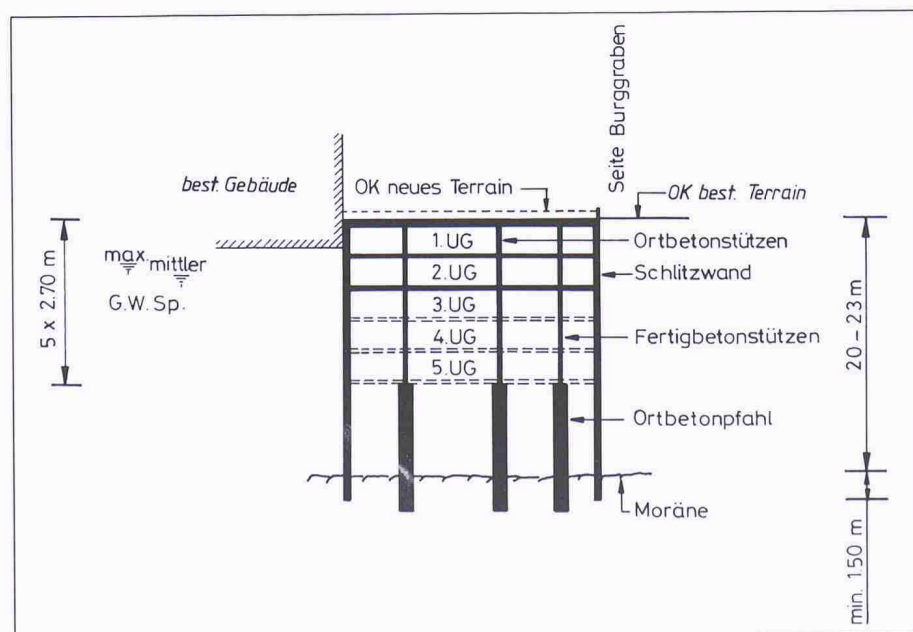 Seite Burggraben
best. Gebäude
OK neues Terrain
OK best. Terrain
1.UG
Ortbetonstützen
max.
mittler
2.UG
Schlitzwand
G.W. Sp.
3.UG
5 x 2.70 m
4.UG
Fertigbetonstützen
20 – 23 m
5.UG
Ortbetonpfahl
Moräne
min. 1.50 m